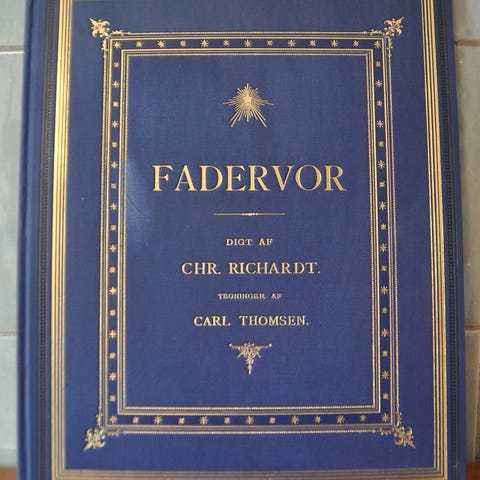 FADERVOR
DIGT AF
CHR. RICHARDT.
TEGNINGER AF
CARL THOMSEN.